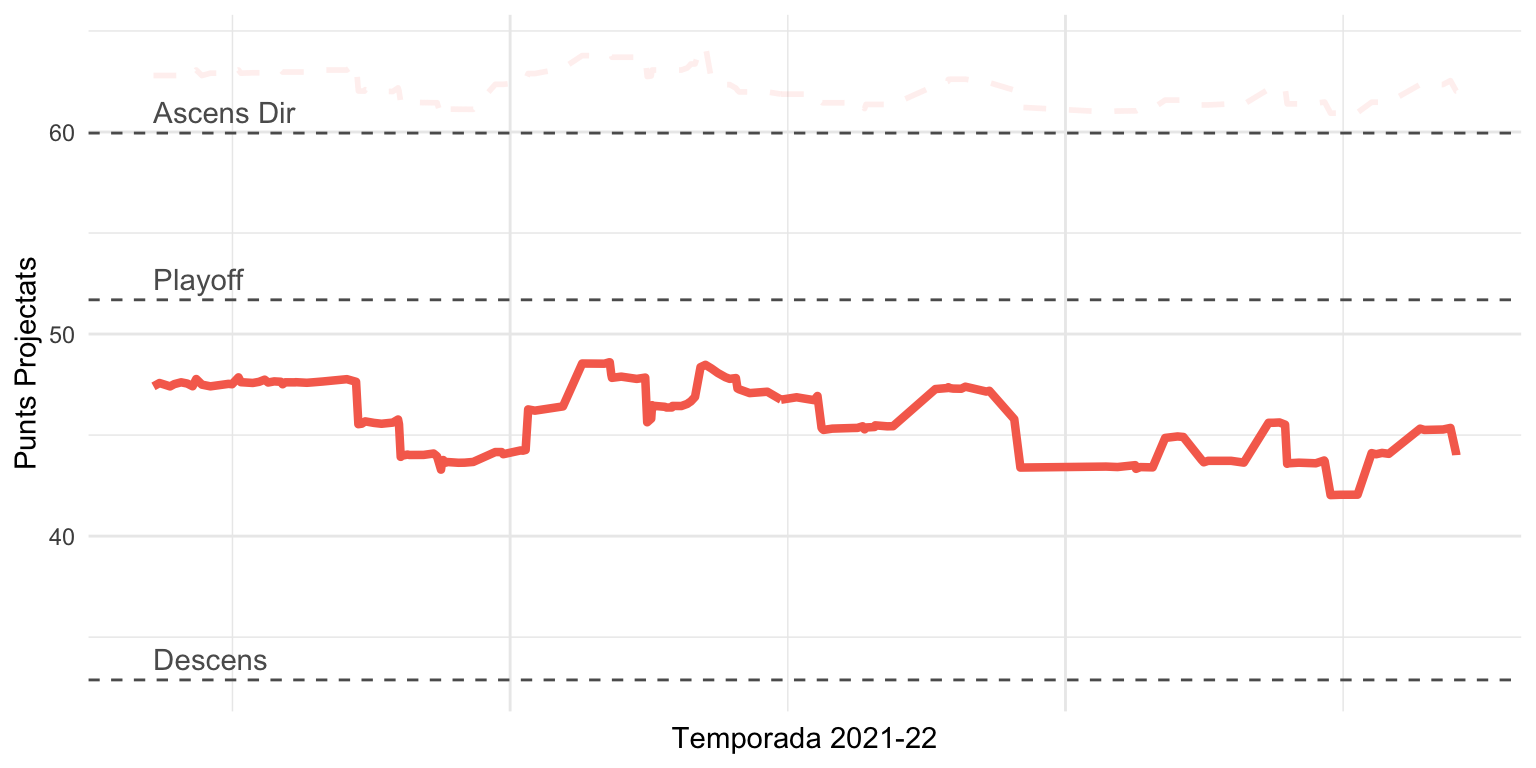 Ascens Dir
60
Playoff
50
40
Descens
Punts Projectats
Temporada 2021-22